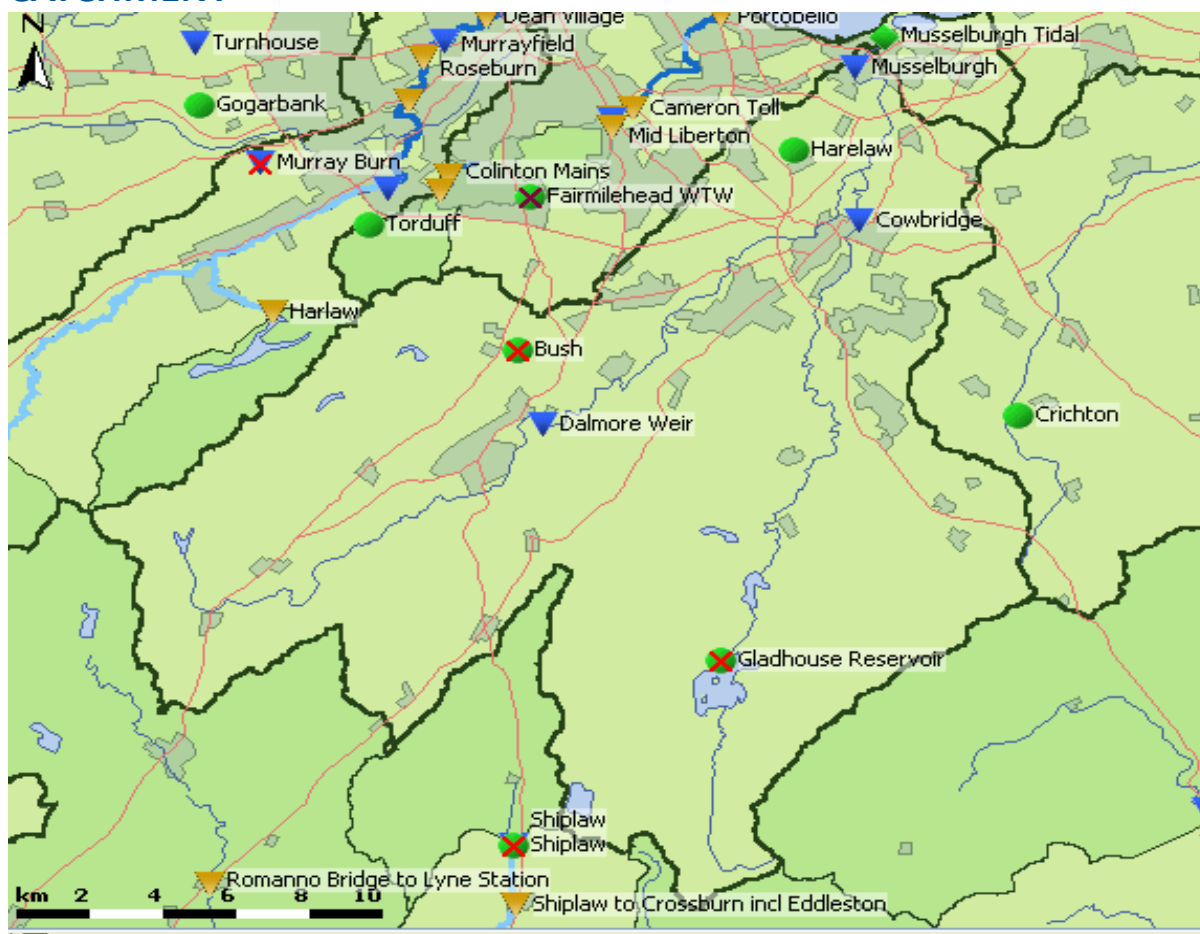 CATCHMENT
N
Dean Village
Portobello
Turnhouse
Murrayfield
Musselburgh Tidal
Roseburn
Musselburgh
Gogarbank
Cameron Toll
Mid Liberton
Harelaw
Murray Burn
Colinton Mains
Fairmilehead WTW
Torduff
Cowbridge
Harlaw
Bush
Crichton
Dalmore Weir
Gladhouse Reservoir
Shiplaw
Shiplaw
Romanno Bridge to Lyne Station
km 2 4 6 8 10
Shiplaw to Crossburn incl Eddleston